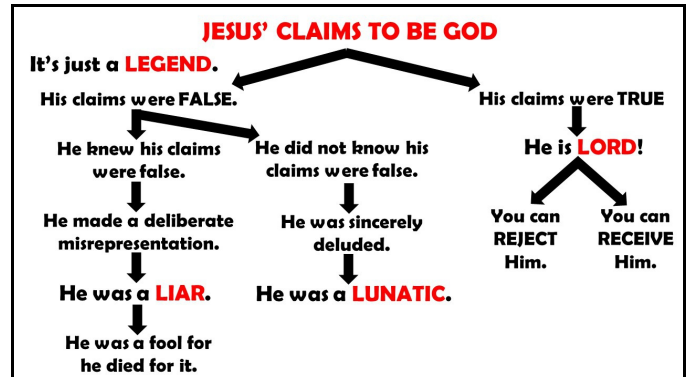 JESUS' CLAIMS TO BE GOD
It's just a LEGEND.
His claims were FALSE.
His claims were TRUE
He knew his claims
were false.
He did not know his
claims were false.
He is LORD!
He made a deliberate
misrepresentation.
He was sincerely
deluded.
You can
REJECT
Him.
You can
RECEIVE
Him.
He was a LIAR.
He was a LUNATIC.
He was a fool for
he died for it.